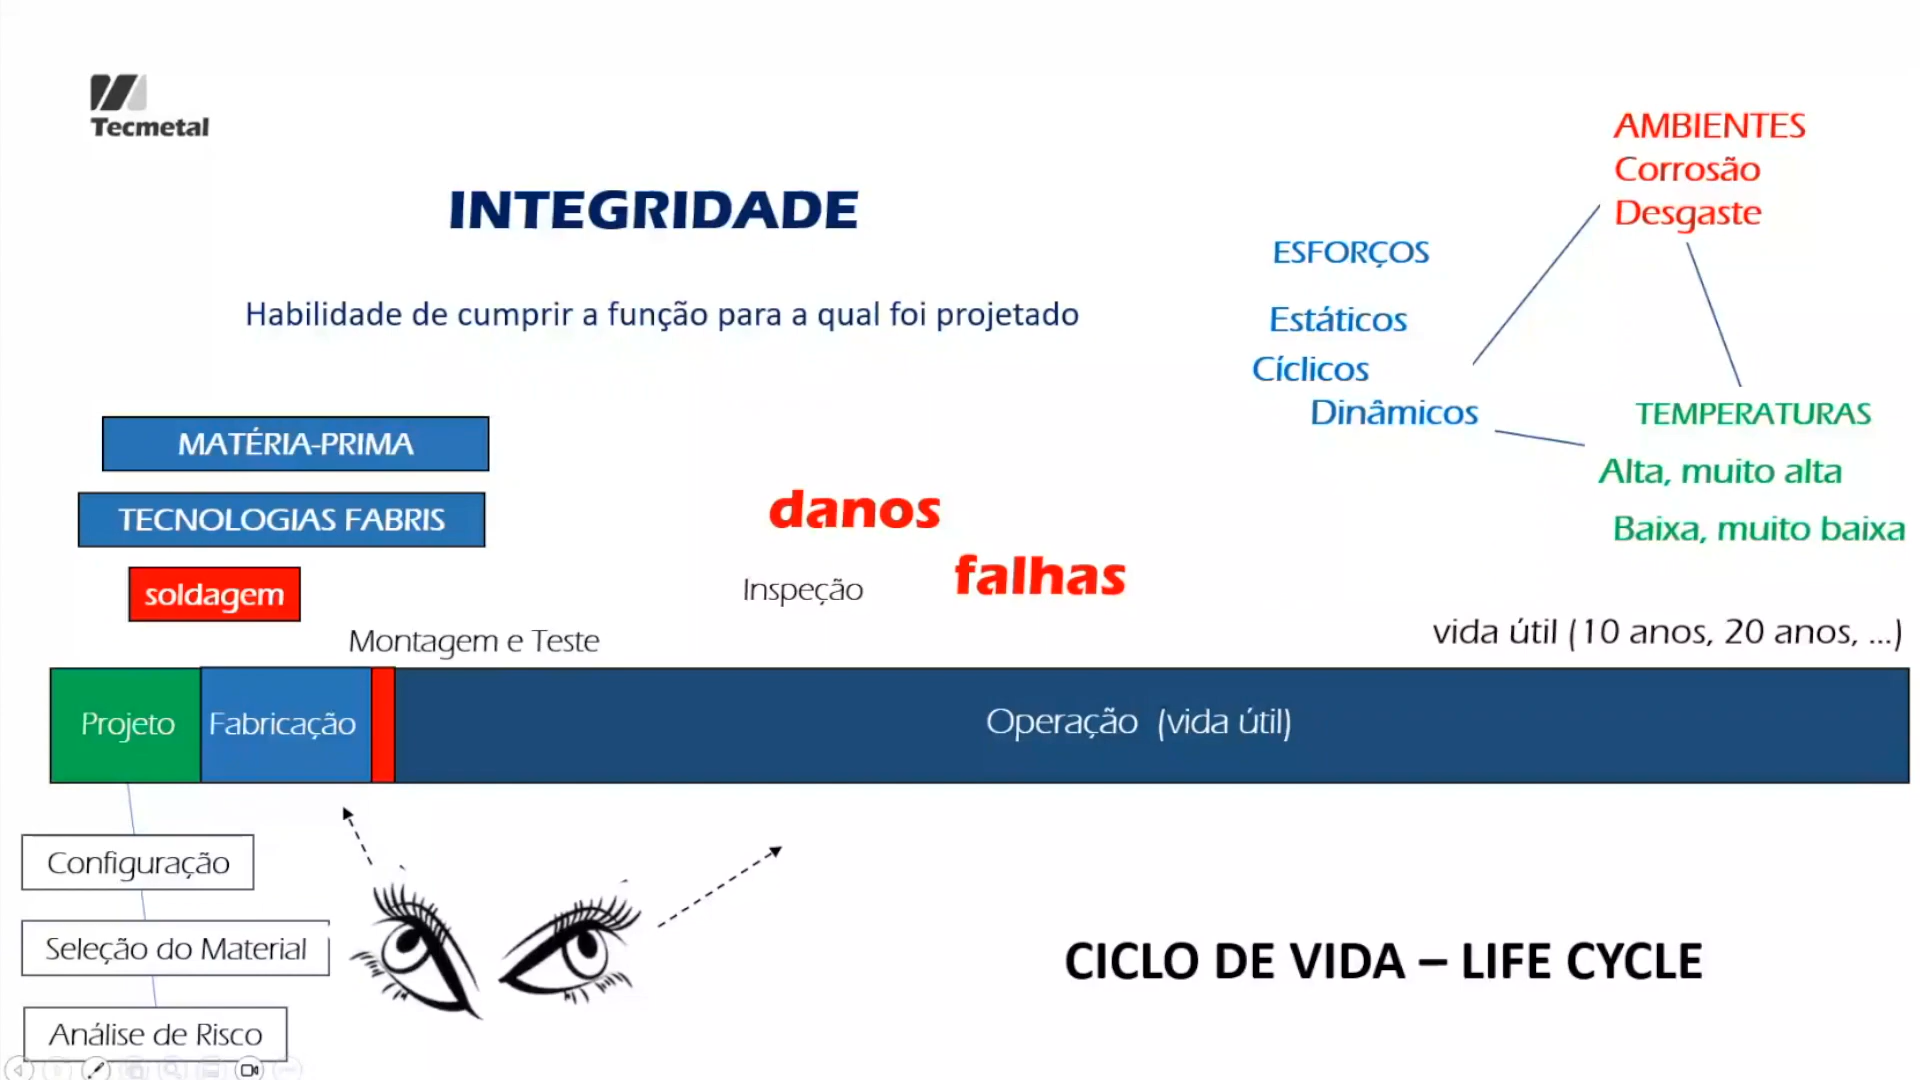 Tecmetal
INTEGRIDADE
Habilidade de cumprir a função para a qual foi projetado
AMBIENTES
Corrosão
Desgaste
ESFORÇOS
Estáticos
Cíclicos
Dinâmicos
TEMPERATURAS
Alta, muito alta
Baixa, muito baixa
MATÉRIA-PRIMA
TECNOLOGIAS FABRIS
soldagem
danos
falhas
Inspeção
Montagem e Teste
vida útil (10 anos, 20 anos, ...)
Projeto
Fabricação
Operação (vida útil)
Configuração
Seleção do Material
Análise de Risco
CICLO DE VIDA – LIFE CYCLE